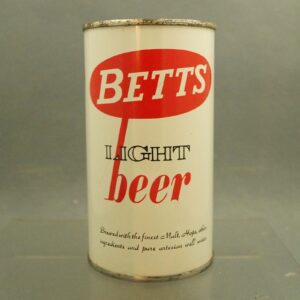 BETTS
LIGHT
beer
Brewed with the finest Malt, Hops, other
ingredients and pure artesian well water